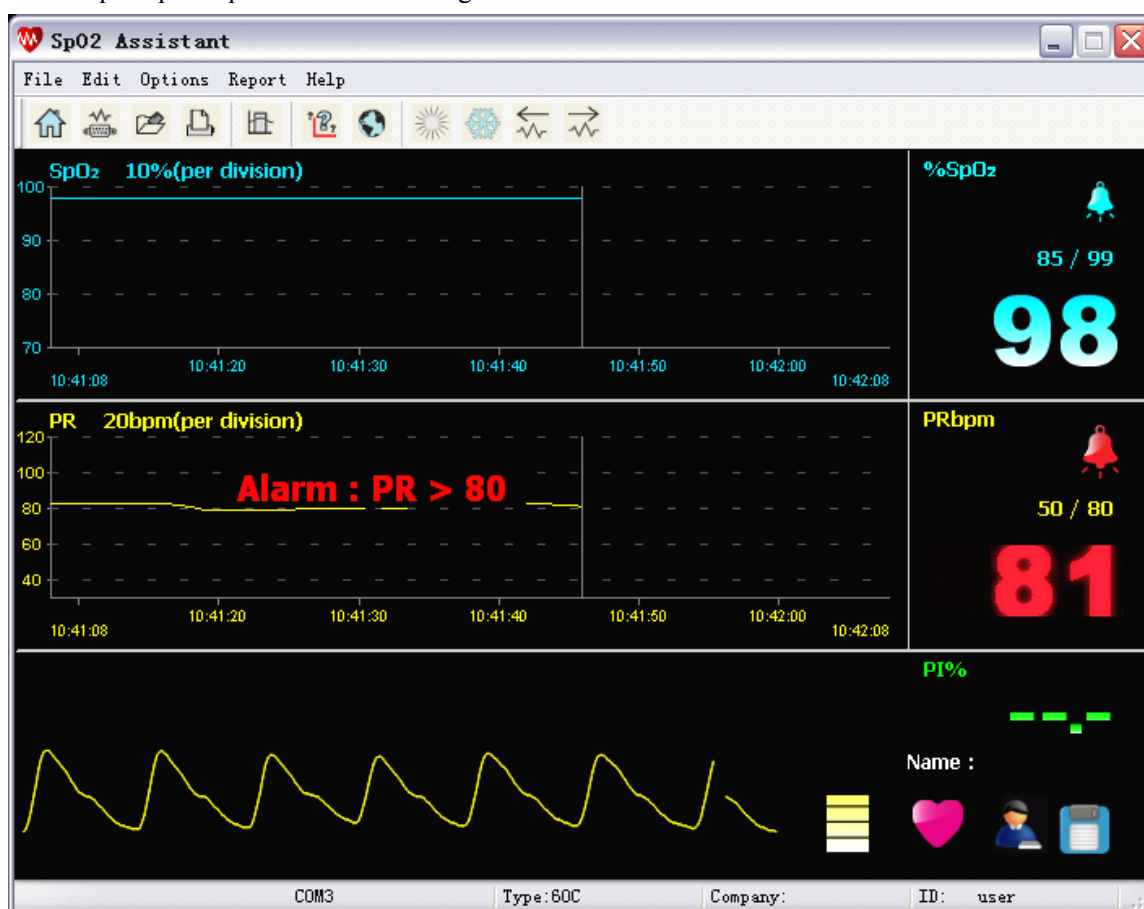 SpO2 Assistant
File Edit Options Report Help
SpO₂ 10%(per division)
100
90
80
70
10:41:08 10:41:20 10:41:30 10:41:40 10:41:50 10:42:00 10:42:08
%SpO₂
85 / 99
98
PR 20bpm(per division)
120
100
80
60
40
Alarm : PR > 80
10:41:08 10:41:20 10:41:30 10:41:40 10:41:50 10:42:00 10:42:08
PRbpm
50 / 80
81
PI%
--.-
Name :
COM3 Type:60C Company: ID: user